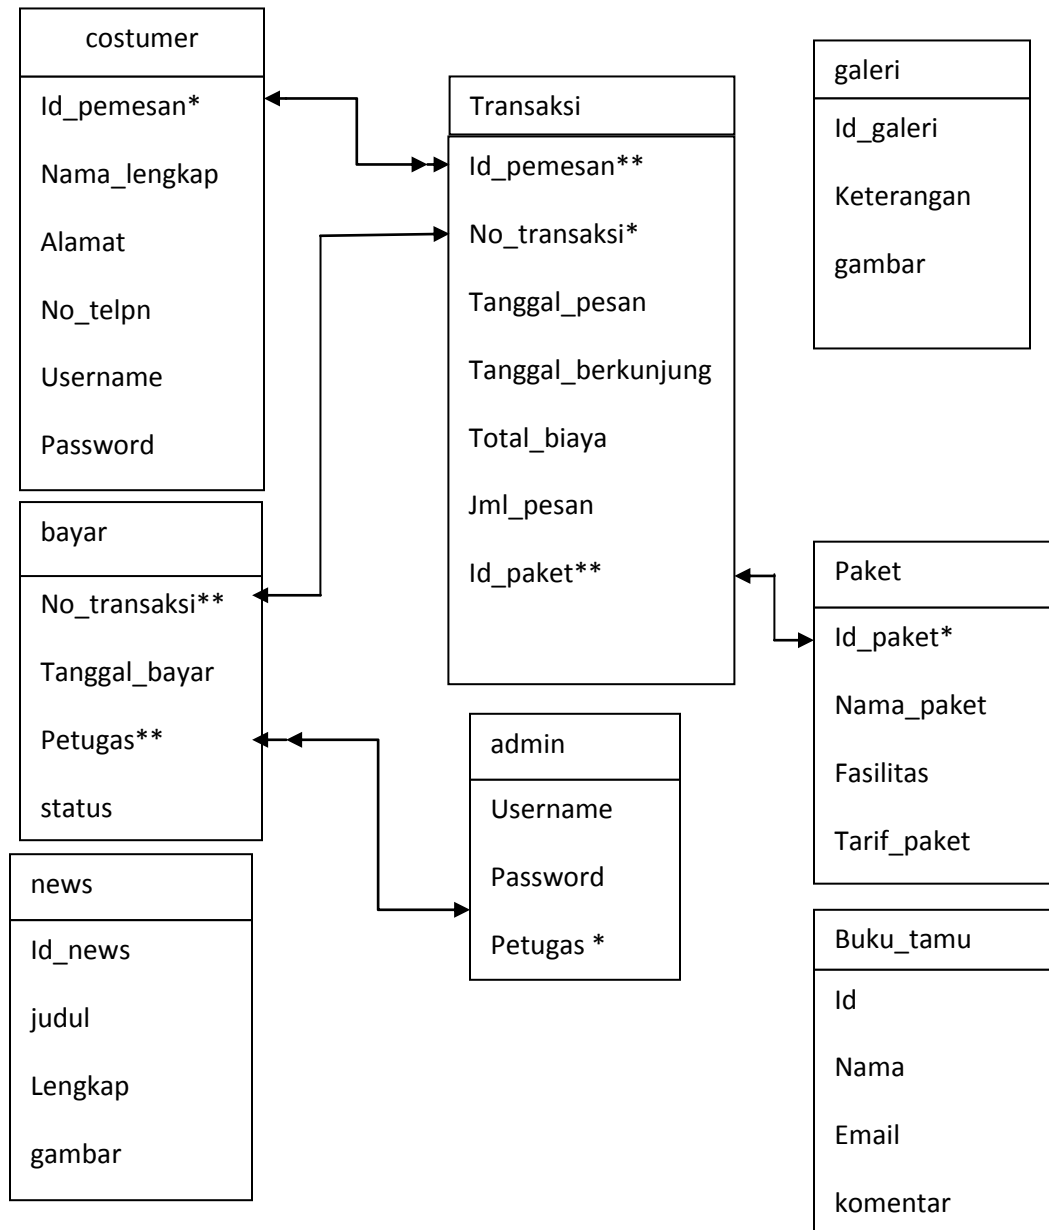 costumer
Id_pemesan*
Nama_lengkap
Alamat
No_telpn
Username
Password
Transaksi
Id_pemesan**
No_transaksi*
Tanggal_pesan
Tanggal_berkunjung
Total_biaya
Jml_pesan
Id_paket**
galeri
Id_galeri
Keterangan
gambar
bayar
No_transaksi**
Tanggal_bayar
Petugas**
status
admin
Username
Password
Petugas *
Paket
Id_paket*
Nama_paket
Fasilitas
Tarif_paket
news
Id_news
judul
Lengkap
gambar
Buku_tamu
Id
Nama
Email
komentar